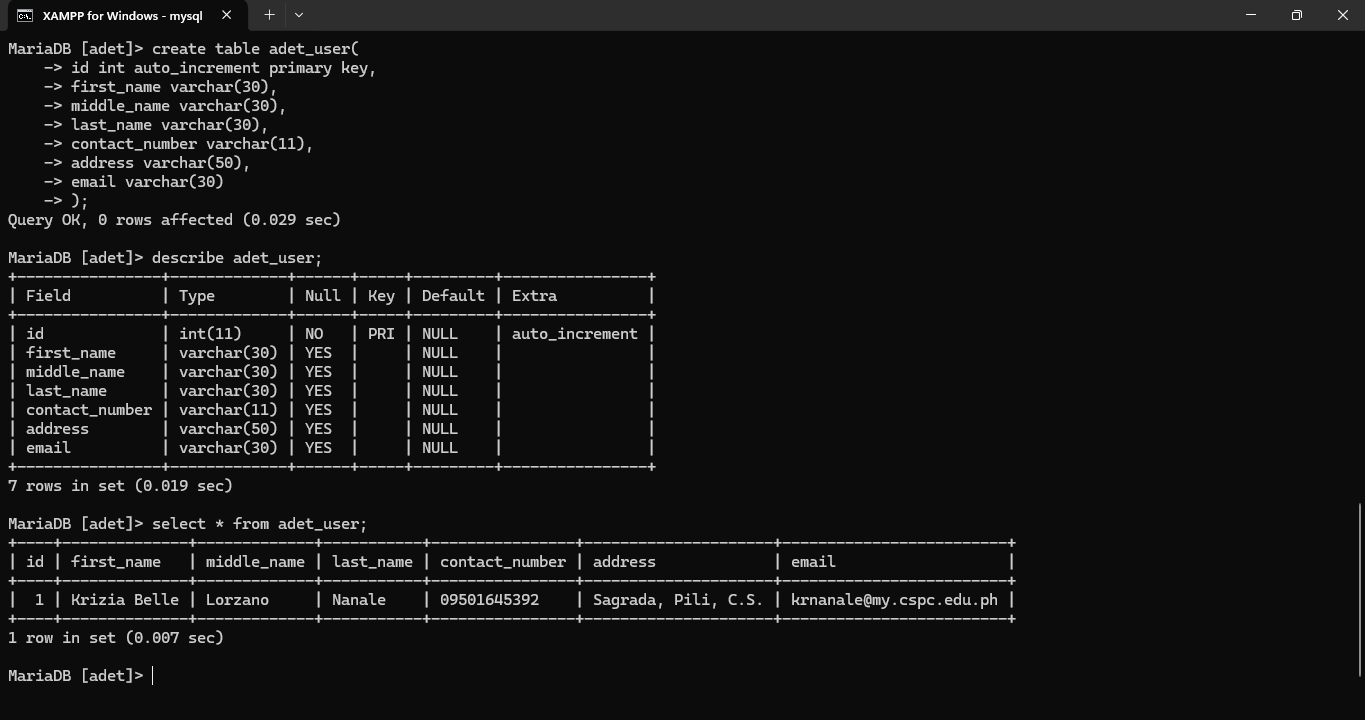 XAMPP for Windows - mysql
MariaDB [adet]> create table adet_user(
    -> id int auto_increment primary key,
    -> first_name varchar(30),
    -> middle_name varchar(30),
    -> last_name varchar(30),
    -> contact_number varchar(11),
    -> address varchar(50),
    -> email varchar(30)
    -> );
Query OK, 0 rows affected (0.029 sec)

MariaDB [adet]> describe adet_user;
+----------------+-------------+------+-----+---------+----------------+
| Field          | Type        | Null | Key | Default | Extra          |
+----------------+-------------+------+-----+---------+----------------+
| id             | int(11)     | NO   | PRI | NULL    | auto_increment |
| first_name     | varchar(30) | YES  |     | NULL    |                |
| middle_name    | varchar(30) | YES  |     | NULL    |                |
| last_name      | varchar(30) | YES  |     | NULL    |                |
| contact_number | varchar(11) | YES  |     | NULL    |                |
| address        | varchar(50) | YES  |     | NULL    |                |
| email          | varchar(30) | YES  |     | NULL    |                |
+----------------+-------------+------+-----+---------+----------------+
7 rows in set (0.019 sec)

MariaDB [adet]> select * from adet_user;
+----+--------------+-------------+-----------+----------------+---------------------+-------------------------+
| id | first_name   | middle_name | last_name | contact_number | address             | email                   |
+----+--------------+-------------+-----------+----------------+---------------------+-------------------------+
|  1 | Krizia Belle | Lorzano     | Nanale    | 09501645392    | Sagrada, Pili, C.S. | krnanale@my.cspc.edu.ph |
+----+--------------+-------------+-----------+----------------+---------------------+-------------------------+
1 row in set (0.007 sec)

MariaDB [adet]>